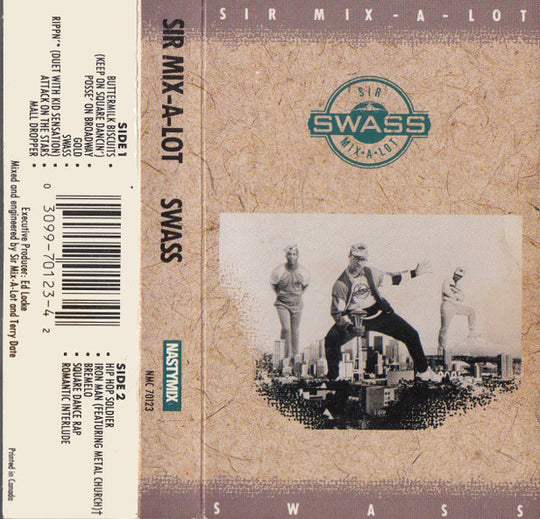 SIR MIX-A-LOT
SIR
SWASS
MIX-A-LOT
SWASS
SIR MIX-A-LOT SWASS
NASTYMIX
NMC 70123
SIDE 1
BUTTERMILK BISCUITS
(KEEP ON SQUARE DANCIN')
POSSE' ON BROADWAY
GOLD
SWASS
RIPPN'* (DUET WITH KID SENSATION)
ATTACK ON THE STARS
MALL DROPPER
0 3099-70123-4 2
SIDE 2
HIP HOP SOLDIER
IRON MAN (FEATURING METAL CHURCH)†
BREMELO
SQUARE DANCE RAP
ROMANTIC INTERLUDE
Executive Producer: Ed Locke
Mixed and engineered by Sir Mix-A-Lot and Terry Date
Printed in Canada